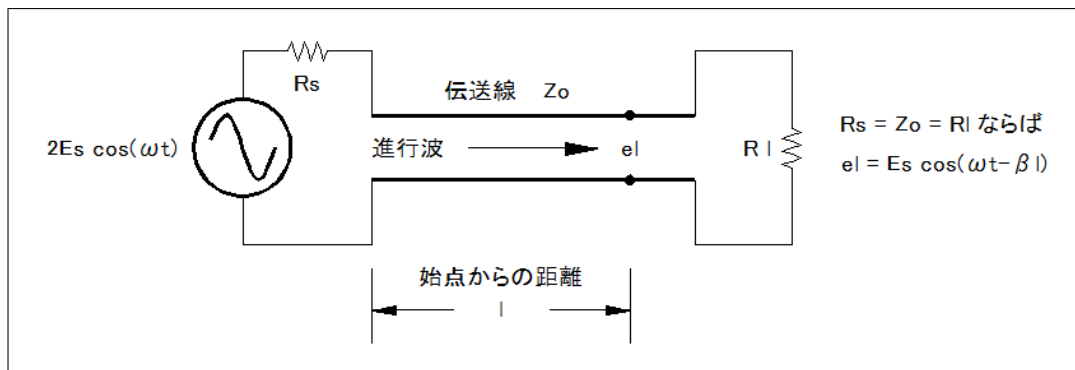 Rs
伝送線 Zo
2Es cos(ωt)
進行波
el
R l
Rs = Zo = Rl ならば
el = Es cos(ωt-βl)
始点からの距離
l